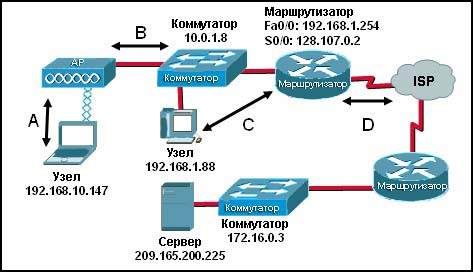 Коммутатор
10.0.1.8
Маршрутизатор
Fa0/0: 192.168.1.254
S0/0: 128.107.0.2
B
AP
Коммутатор
Маршрутизатор
ISP
A
C
D
Узел
192.168.10.147
Узел
192.168.1.88
Маршрутизатор
Коммутатор
Коммутатор
172.16.0.3
Сервер
209.165.200.225